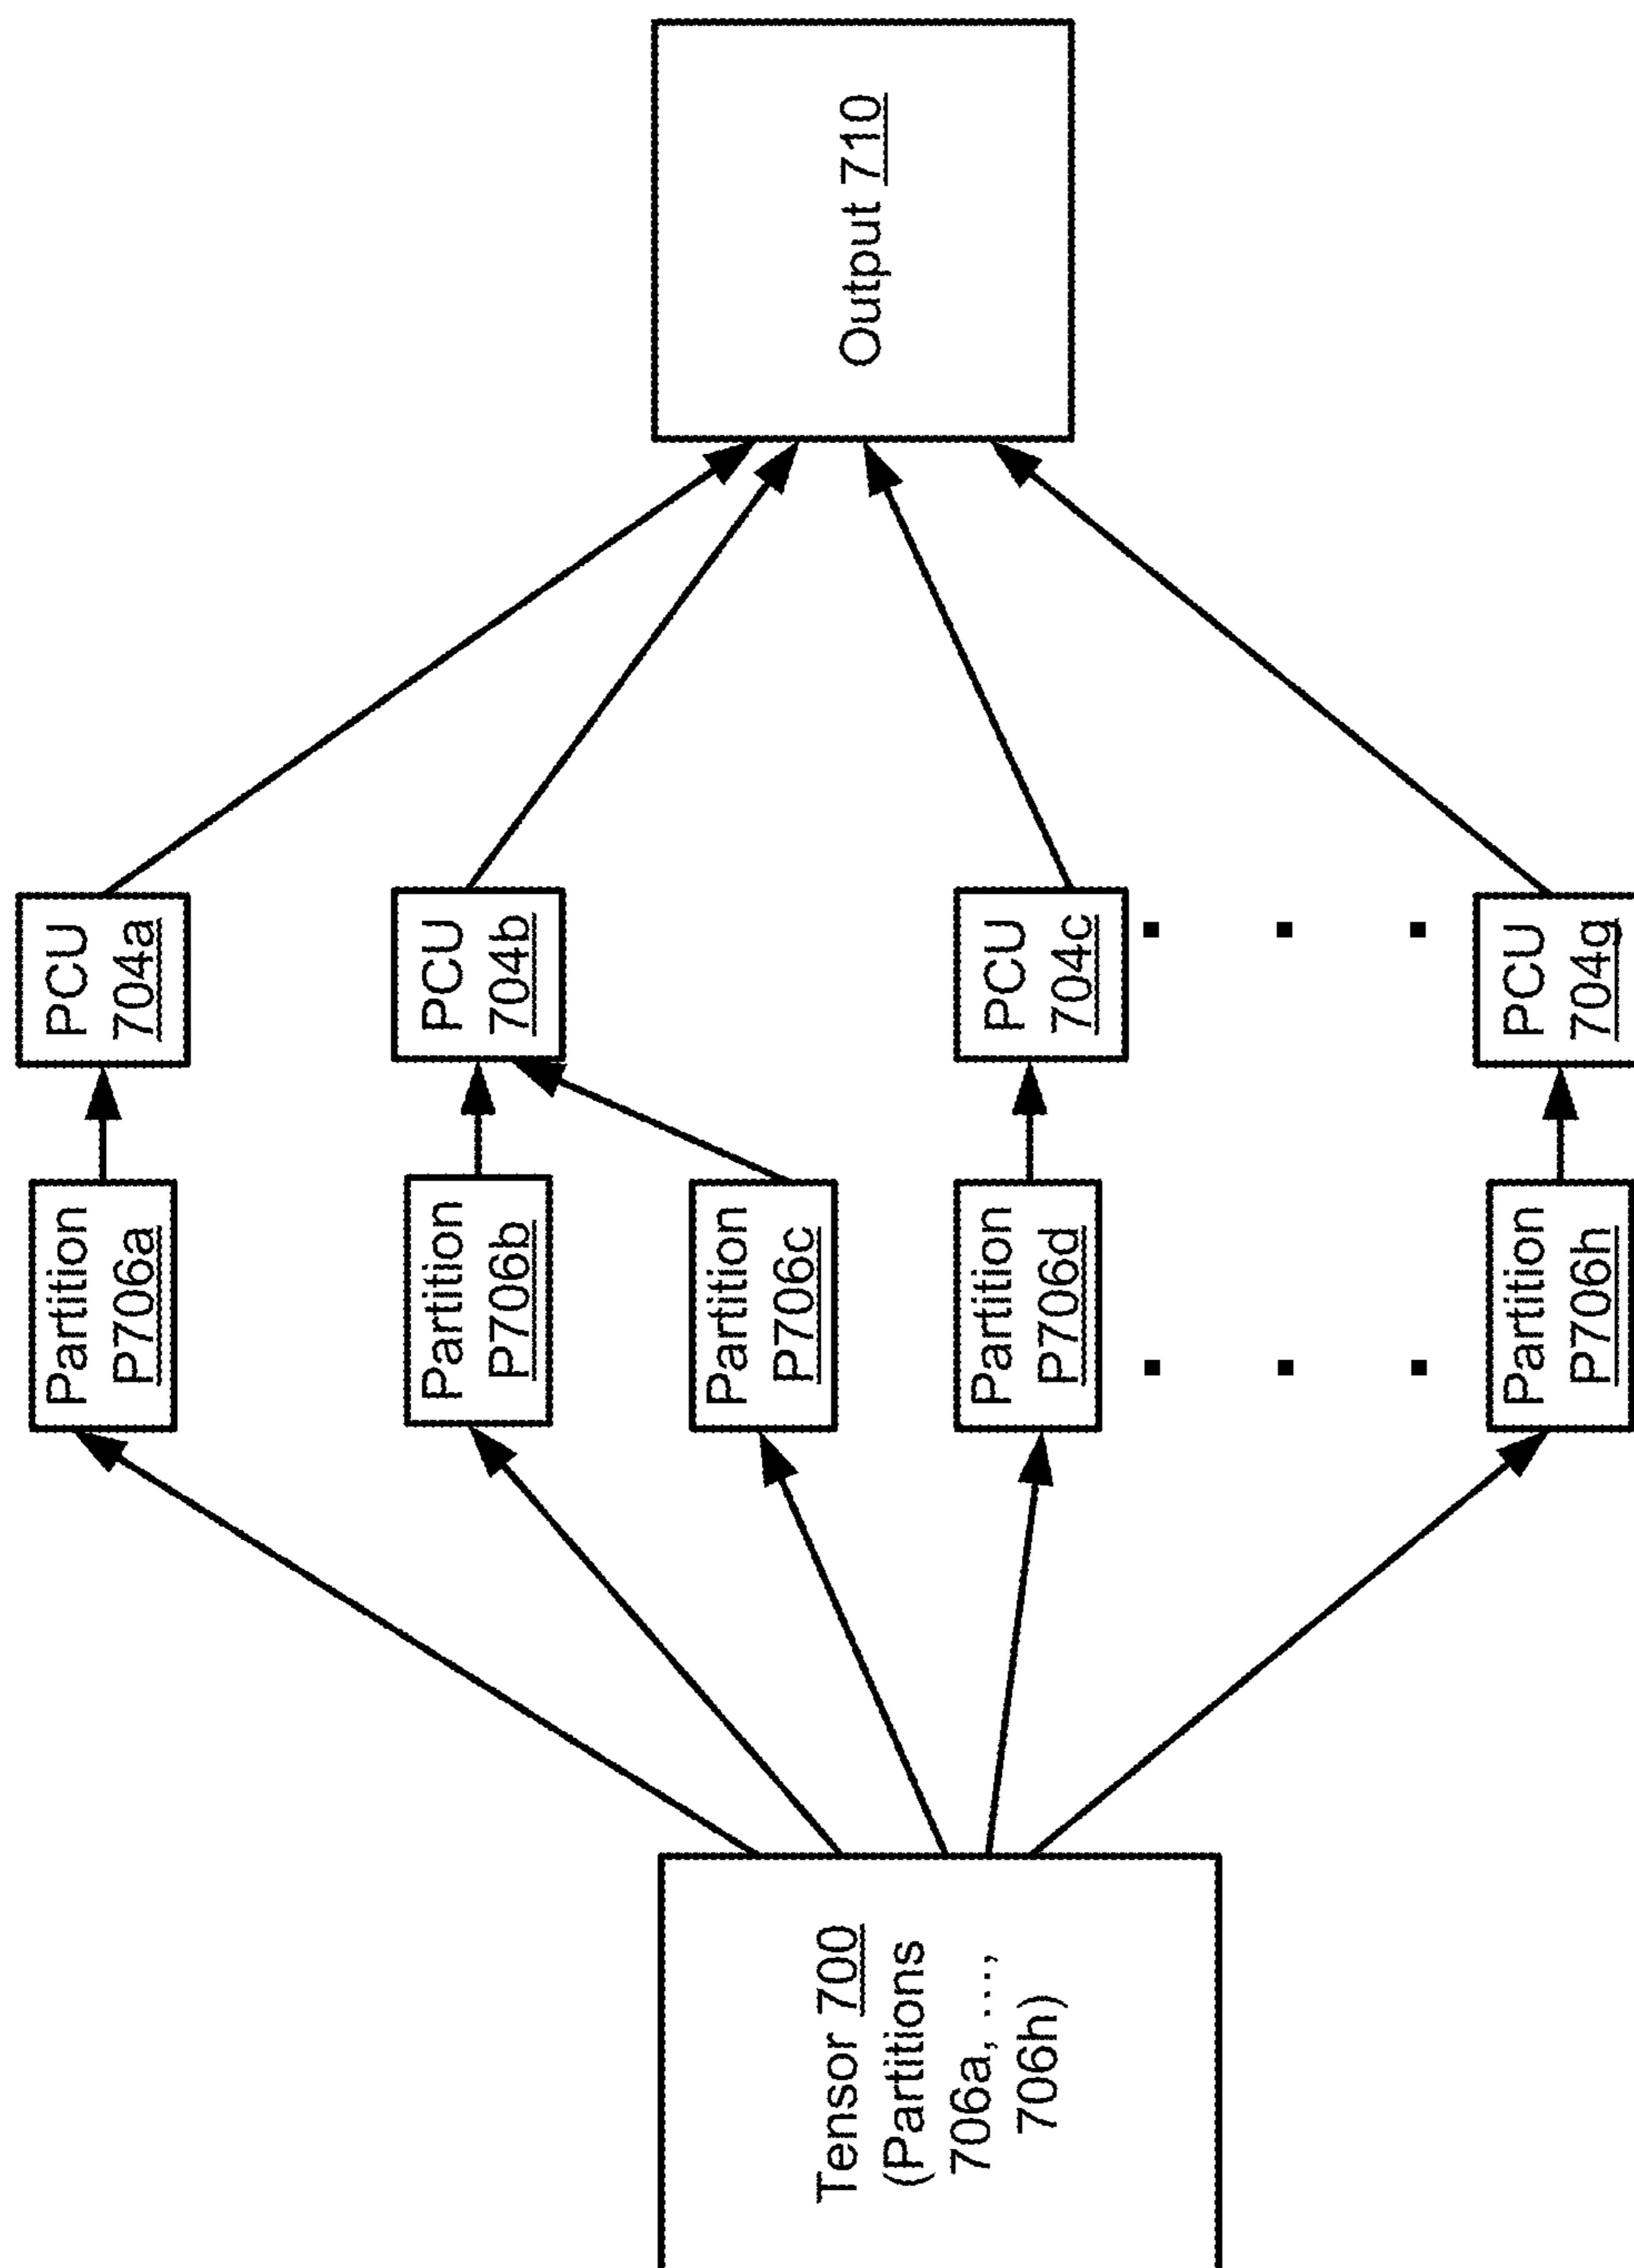 Tensor 700
(Partitions
706a, ...,
706h)
Partition
P706a
Partition
P706b
Partition
P706c
Partition
P706d
. . .
Partition
P706h
PCU
704a
PCU
704b
PCU
704c
. . .
PCU
704g
Output 710